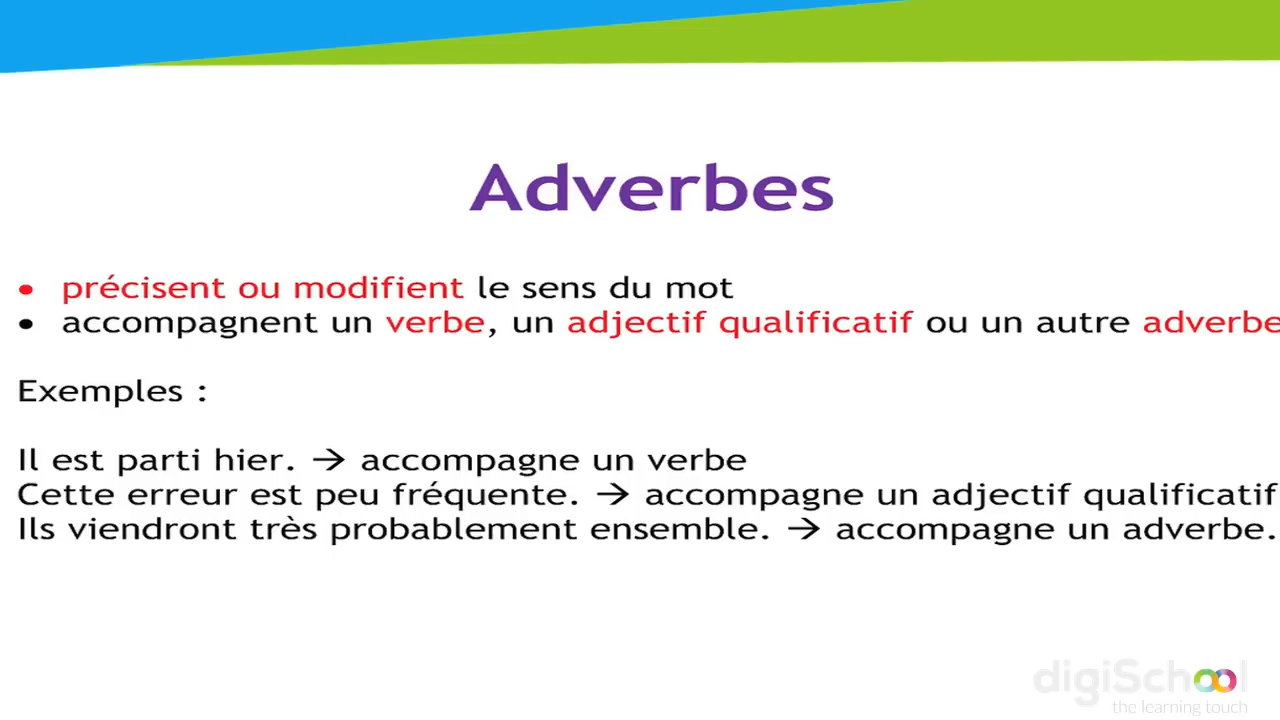 Adverbes
• précisent ou modifient le sens du mot
• accompagnent un verbe, un adjectif qualificatif ou un autre adverbe
Exemples :
Il est parti hier. → accompagne un verbe
Cette erreur est peu fréquente. → accompagne un adjectif qualificatif
Ils viendront très probablement ensemble. → accompagne un adverbe.
digiSchool
the learning touch